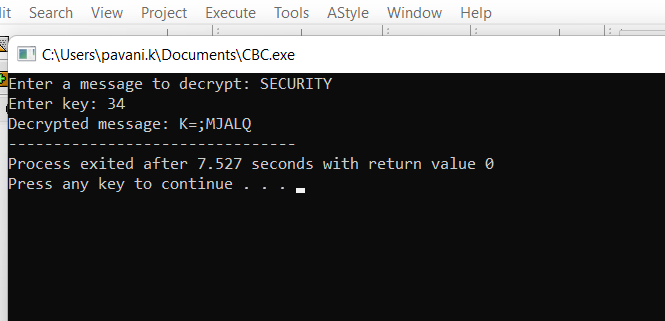 lit Search View Project Execute Tools AStyle Window Help
C:\Users\pavani.k\Documents\CBC.exe
Enter a message to decrypt: SECURITY
Enter key: 34
Decrypted message: K=;MJALQ
--------------------------------
Process exited after 7.527 seconds with return value 0
Press any key to continue . . .